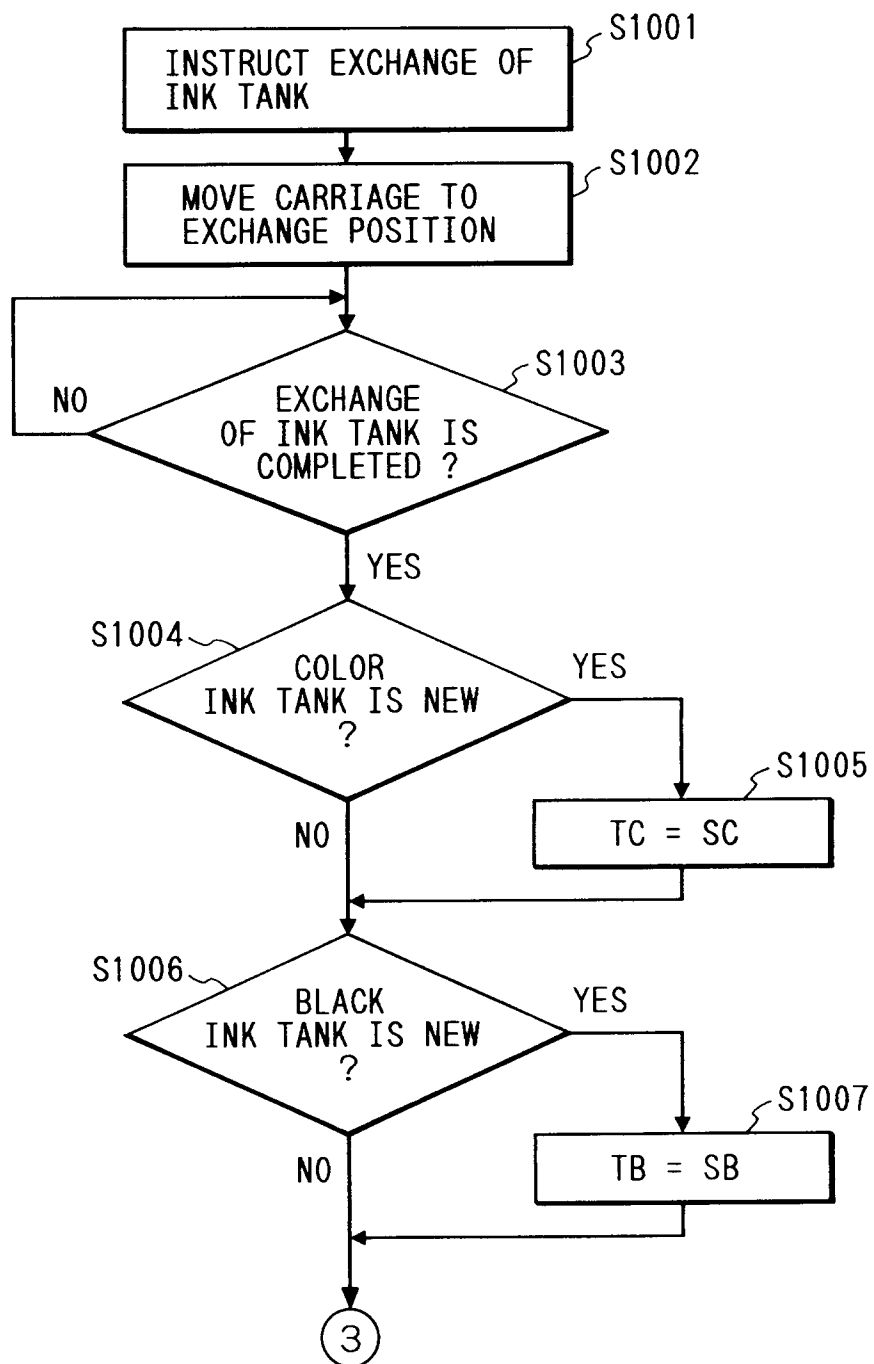 S1001
INSTRUCT EXCHANGE OF
INK TANK
S1002
MOVE CARRIAGE TO
EXCHANGE POSITION
S1003
NO
EXCHANGE
OF INK TANK IS
COMPLETED ?
YES
S1004
COLOR
INK TANK IS NEW
?
YES
S1005
NO
TC = SC
S1006
BLACK
INK TANK IS NEW
?
YES
S1007
NO
TB = SB
3